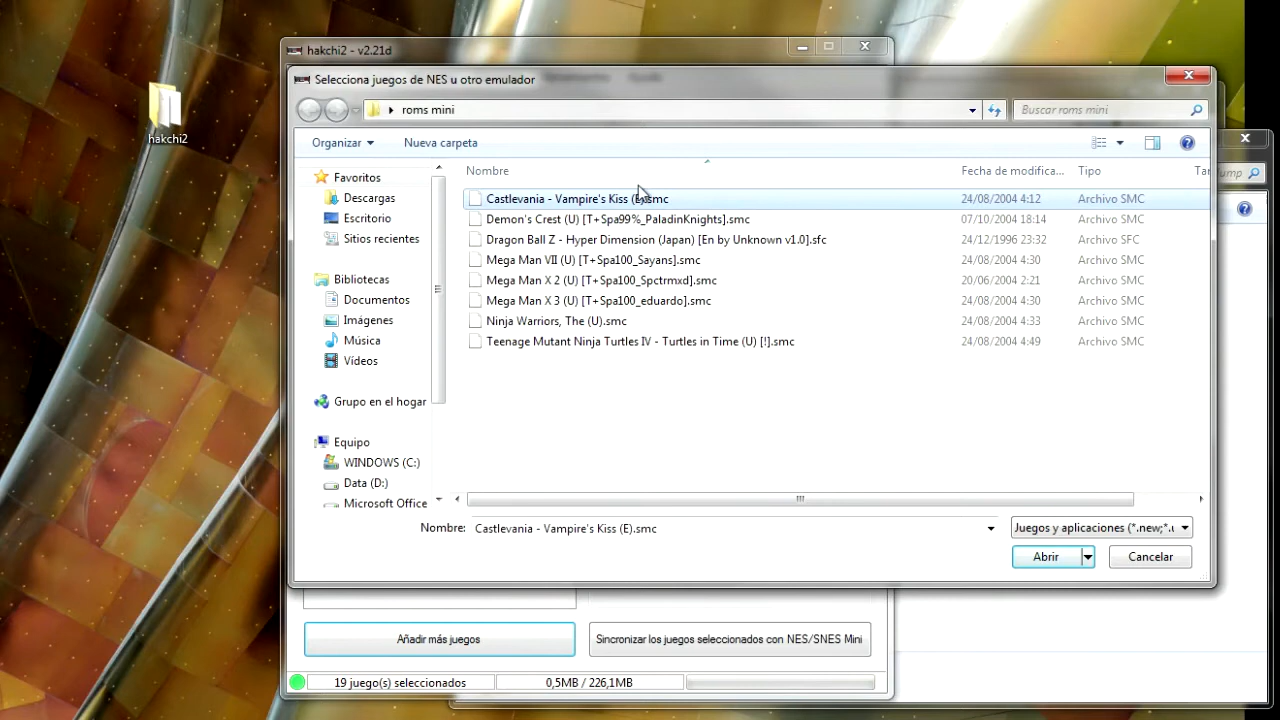 hakchi2 - v2.21d
Selecciona juegos de NES u otro emulador
roms mini
Buscar roms mini
Organizar
Nueva carpeta
Nombre
Fecha de modifica...
Tipo
Favoritos
Descargas
Escritorio
Sitios recientes
Bibliotecas
Documentos
Imágenes
Música
Vídeos
Grupo en el hogar
Equipo
WINDOWS (C:)
Data (D:)
Microsoft Office
Castlevania - Vampire's Kiss (E).smc 24/08/2004 4:12 Archivo SMC
Demon's Crest (U) [T+Spa99%_PaladinKnights].smc 07/10/2004 18:14 Archivo SMC
Dragon Ball Z - Hyper Dimension (Japan) [En by Unknown v1.0].sfc 24/12/1996 23:32 Archivo SFC
Mega Man VII (U) [T+Spa100_Sayans].smc 24/08/2004 4:30 Archivo SMC
Mega Man X 2 (U) [T+Spa100_Spctrmxd].smc 20/06/2004 2:21 Archivo SMC
Mega Man X 3 (U) [T+Spa100_eduardo].smc 24/08/2004 4:30 Archivo SMC
Ninja Warriors, The (U).smc 24/08/2004 4:33 Archivo SMC
Teenage Mutant Ninja Turtles IV - Turtles in Time (U) [!].smc 24/08/2004 4:49 Archivo SMC
Nombre: Castlevania - Vampire's Kiss (E).smc
Juegos y aplicaciones (*.new;*.u
Abrir
Cancelar
Añadir más juegos
Sincronizar los juegos seleccionados con NES/SNES Mini
19 juego(s) seleccionados
0,5MB / 226,1MB
hakchi2